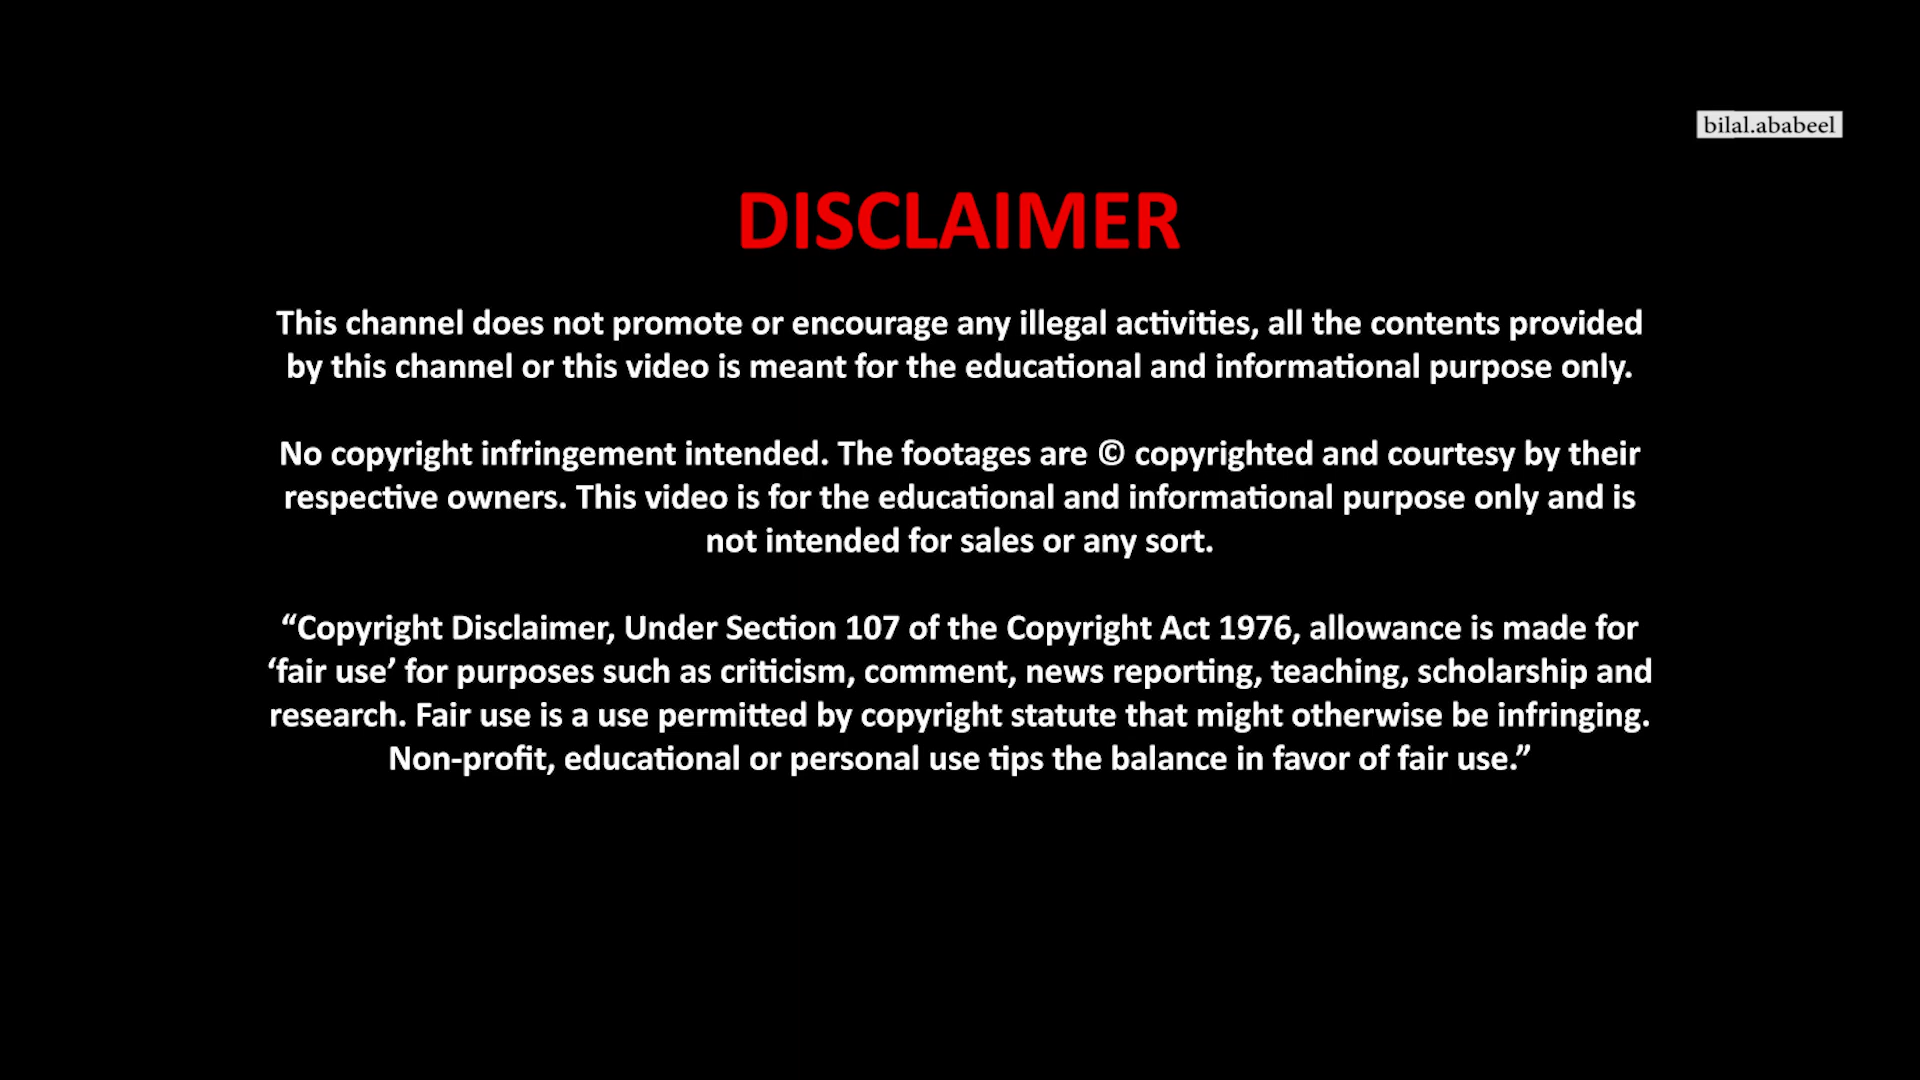 bilal.ababeel
DISCLAIMER
This channel does not promote or encourage any illegal activities, all the contents provided
by this channel or this video is meant for the educational and informational purpose only.
No copyright infringement intended. The footages are © copyrighted and courtesy by their
respective owners. This video is for the educational and informational purpose only and is
not intended for sales or any sort.
“Copyright Disclaimer, Under Section 107 of the Copyright Act 1976, allowance is made for
‘fair use’ for purposes such as criticism, comment, news reporting, teaching, scholarship and
research. Fair use is a use permitted by copyright statute that might otherwise be infringing.
Non-profit, educational or personal use tips the balance in favor of fair use.”